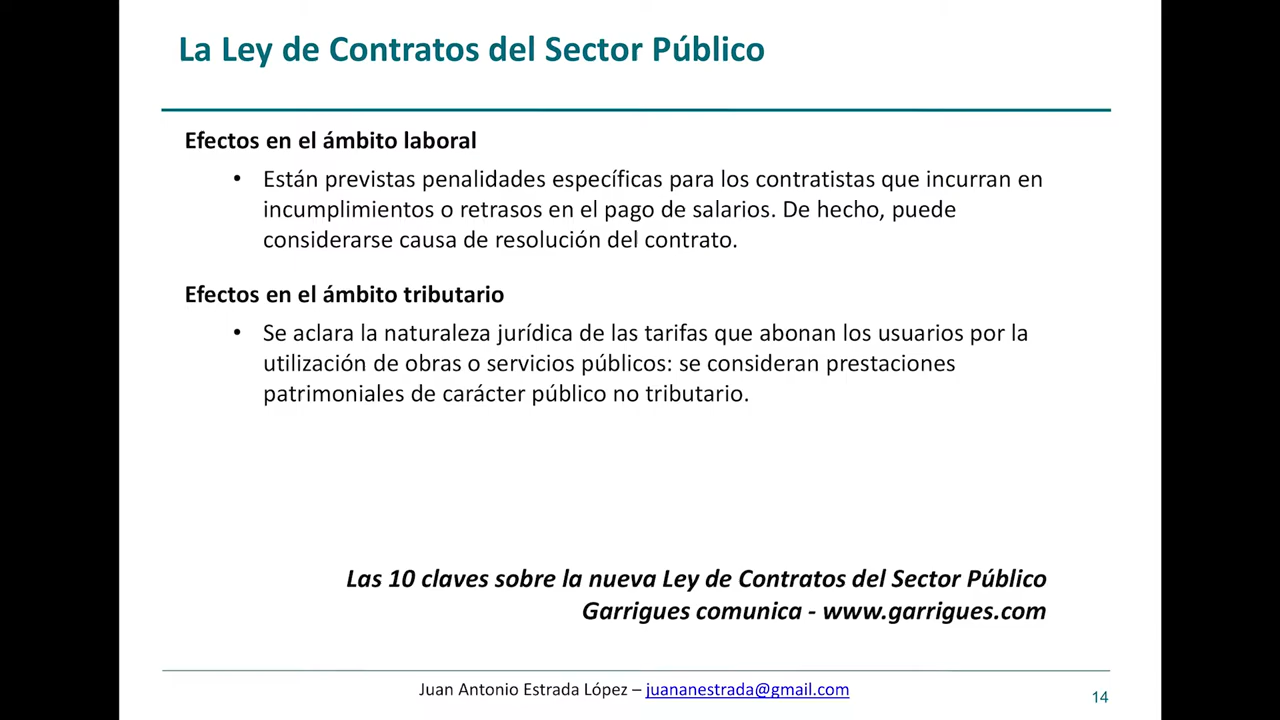 La Ley de Contratos del Sector Público
Efectos en el ámbito laboral
• Están previstas penalidades específicas para los contratistas que incurran en
incumplimientos o retrasos en el pago de salarios. De hecho, puede
considerarse causa de resolución del contrato.
Efectos en el ámbito tributario
• Se aclara la naturaleza jurídica de las tarifas que abonan los usuarios por la
utilización de obras o servicios públicos: se consideran prestaciones
patrimoniales de carácter público no tributario.
Las 10 claves sobre la nueva Ley de Contratos del Sector Público
Garrigues comunica - www.garrigues.com
Juan Antonio Estrada López – juananestrada@gmail.com
14